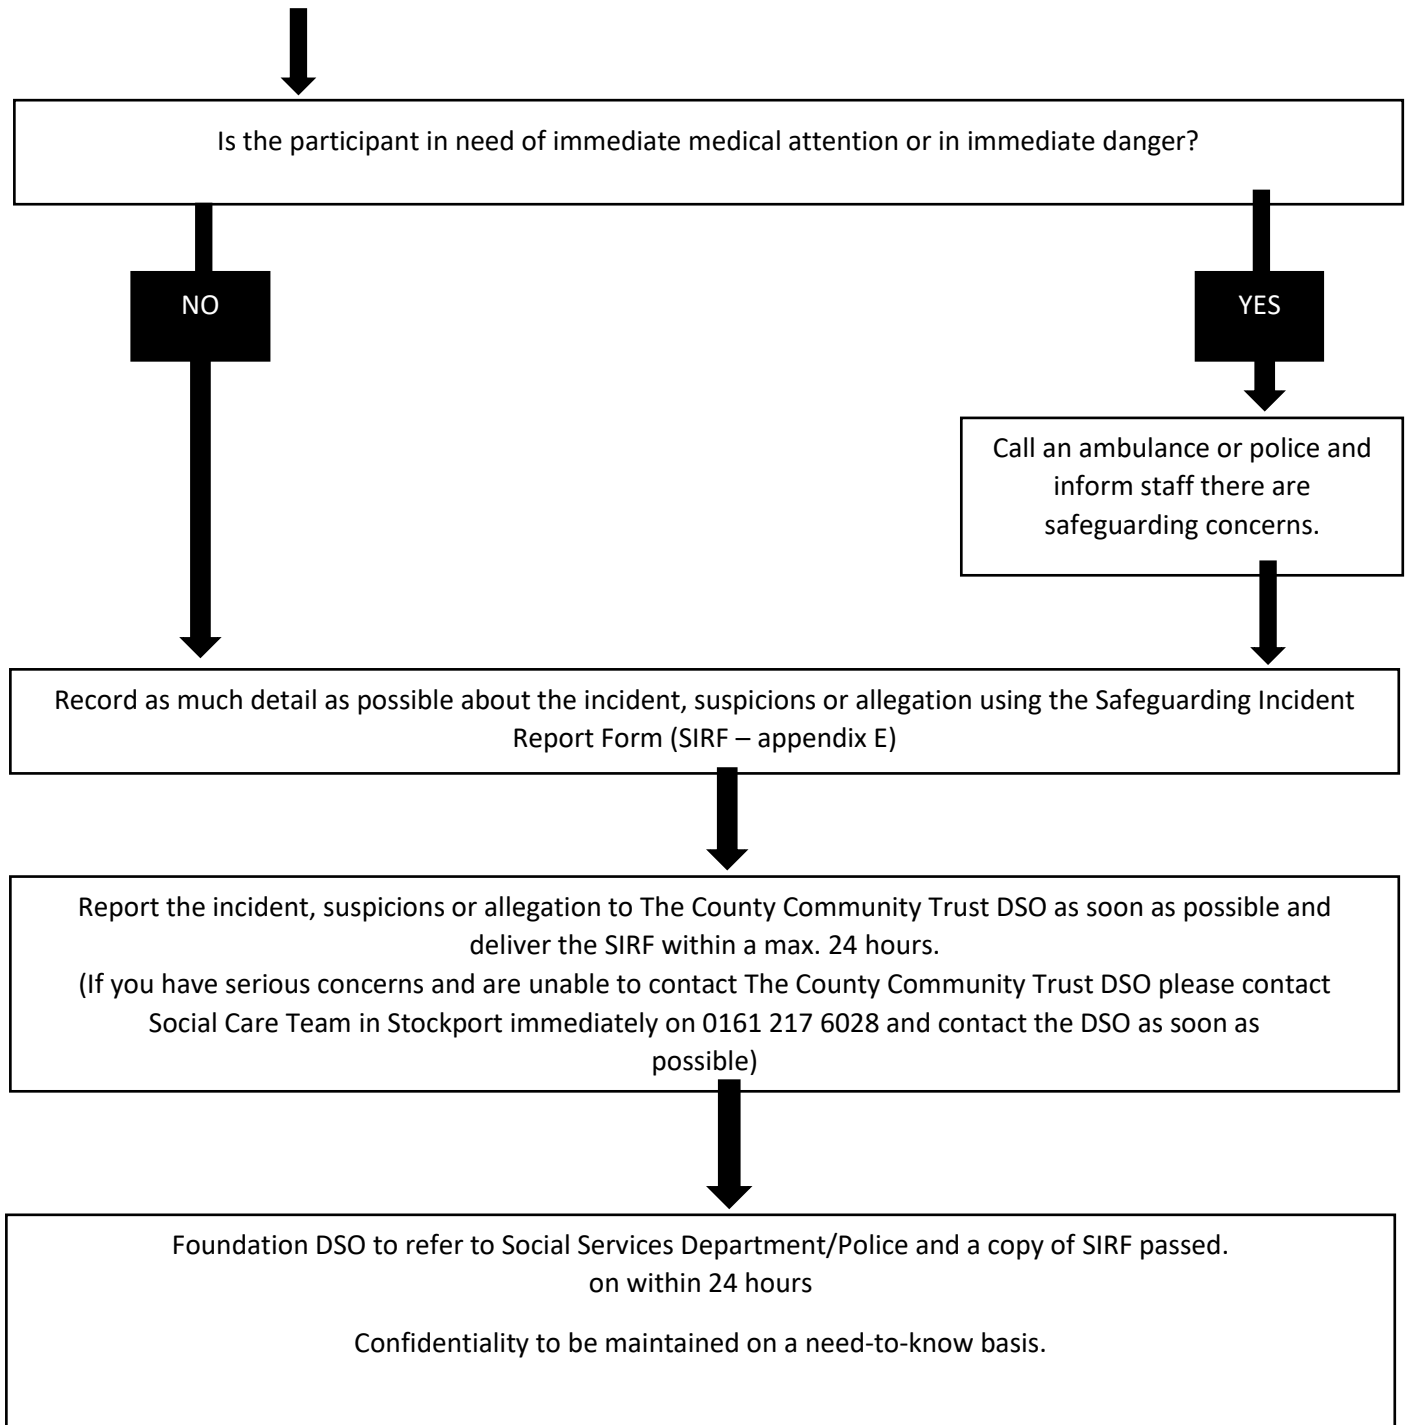 Is the participant in need of immediate medical attention or in immediate danger?
NO
YES
Call an ambulance or police and
inform staff there are
safeguarding concerns.
Record as much detail as possible about the incident, suspicions or allegation using the Safeguarding Incident
Report Form (SIRF – appendix E)
Report the incident, suspicions or allegation to The County Community Trust DSO as soon as possible and
deliver the SIRF within a max. 24 hours.
(If you have serious concerns and are unable to contact The County Community Trust DSO please contact
Social Care Team in Stockport immediately on 0161 217 6028 and contact the DSO as soon as
possible)
Foundation DSO to refer to Social Services Department/Police and a copy of SIRF passed.
on within 24 hours
Confidentiality to be maintained on a need-to-know basis.